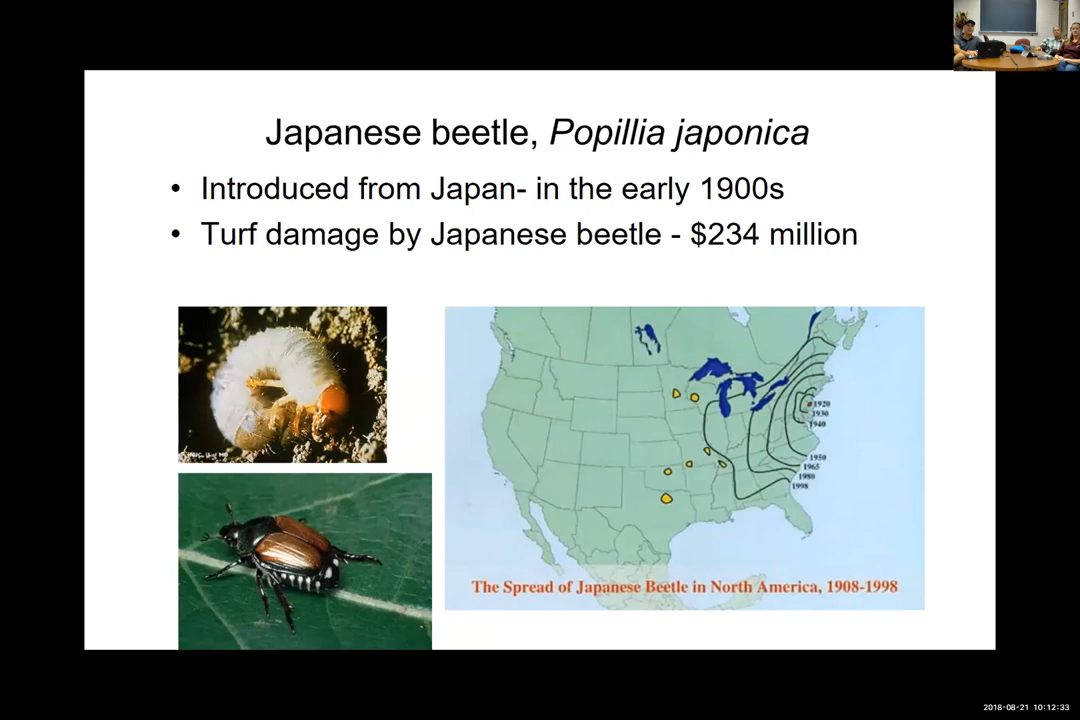 Japanese beetle, Popillia japonica
• Introduced from Japan- in the early 1900s
• Turf damage by Japanese beetle - $234 million
1920
1930
1940
1950
1965
1980
1998
The Spread of Japanese Beetle in North America, 1908-1998
2018-08-21 10:12:33